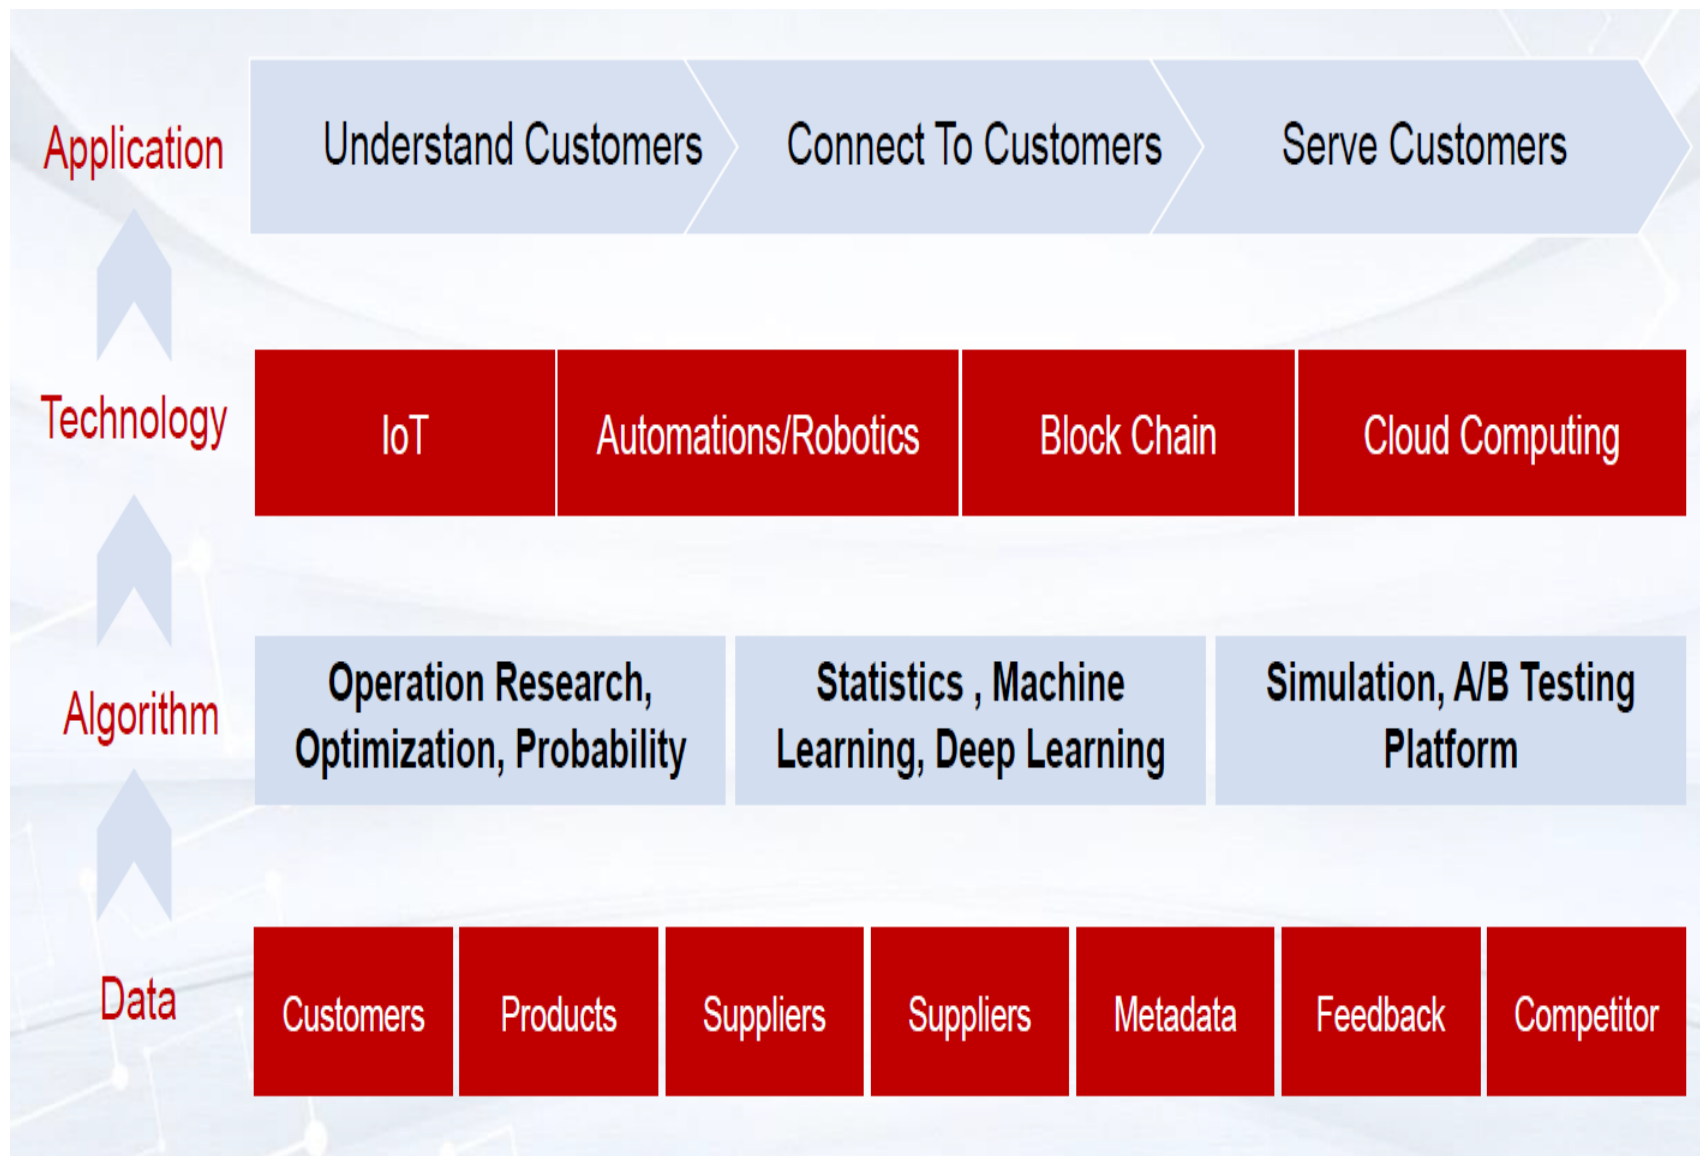 Application
Understand Customers
Connect To Customers
Serve Customers
Technology
IoT
Automations/Robotics
Block Chain
Cloud Computing
Algorithm
Operation Research,
Optimization, Probability
Statistics , Machine
Learning, Deep Learning
Simulation, A/B Testing
Platform
Data
Customers
Products
Suppliers
Suppliers
Metadata
Feedback
Competitor